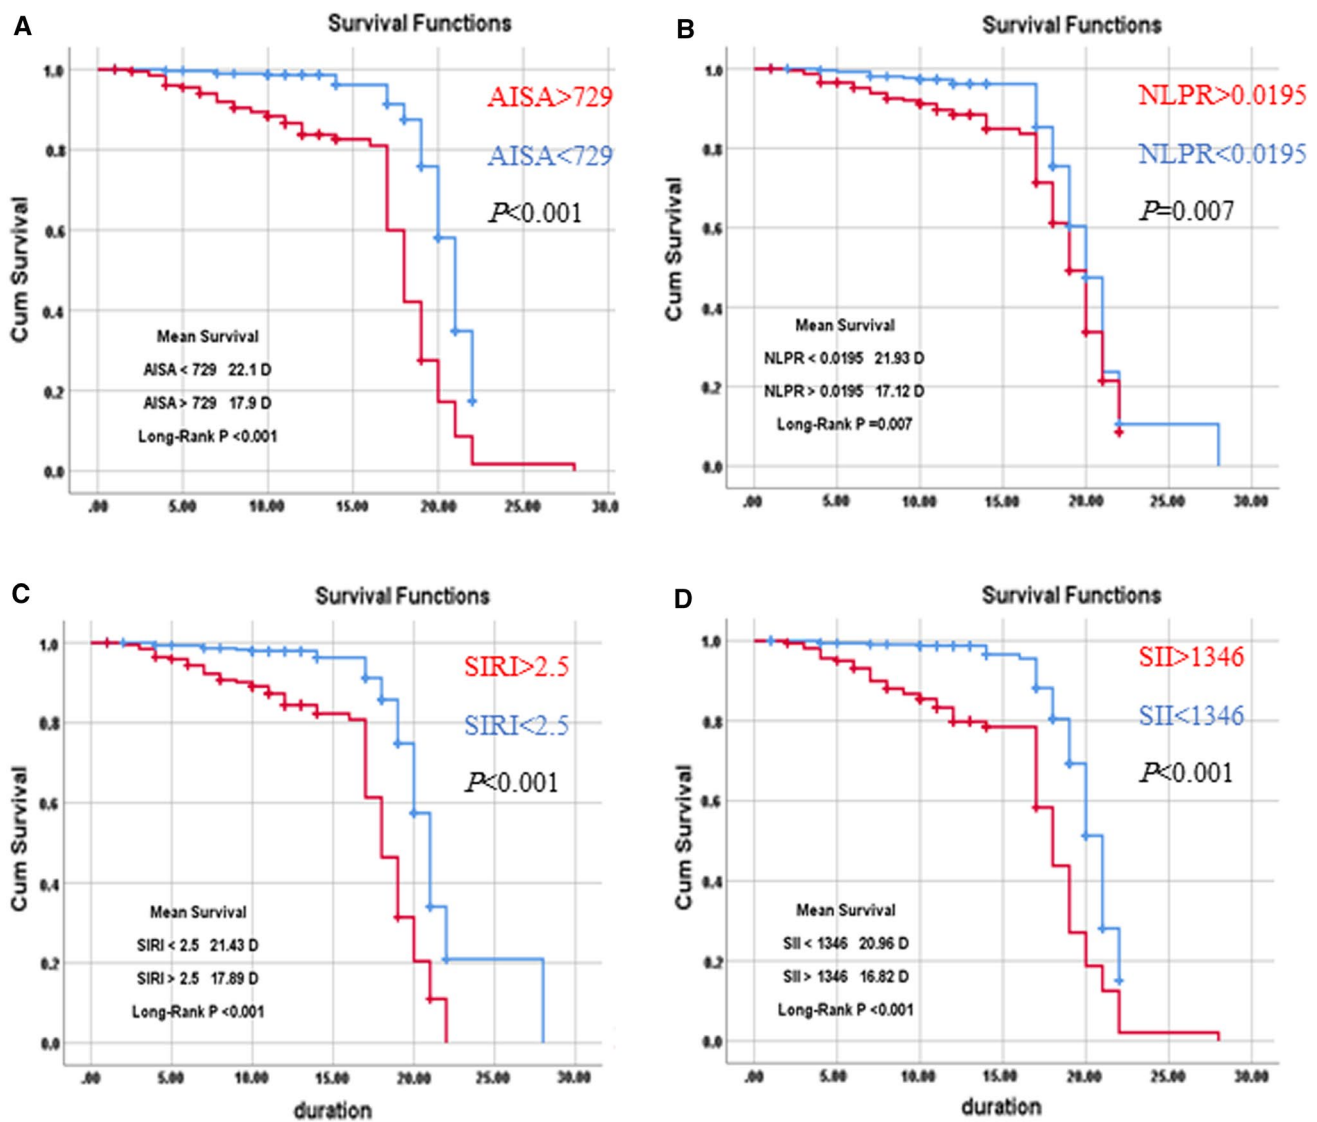 A
Survival Functions
Cum Survival
1.0
0.8
0.6
0.4
0.2
0.0
AISA>729
AISA<729
P<0.001
Mean Survival
AISA < 729 22.1 D
AISA > 729 17.9 D
Long-Rank P <0.001
.00 5.00 10.00 15.00 20.00 25.00 30.0
B
Survival Functions
Cum Survival
1.0
0.8
0.6
0.4
0.2
0.0
NLPR>0.0195
NLPR<0.0195
P=0.007
Mean Survival
NLPR < 0.0195 21.93 D
NLPR > 0.0195 17.12 D
Long-Rank P =0.007
.00 5.00 10.00 15.00 20.00 25.00 30.00
C
Survival Functions
Cum Survival
1.0
0.8
0.6
0.4
0.2
0.0
SIRI>2.5
SIRI<2.5
P<0.001
Mean Survival
SIRI < 2.5 21.43 D
SIRI > 2.5 17.89 D
Long-Rank P <0.001
.00 5.00 10.00 15.00 20.00 25.00 30.00
duration
D
Survival Functions
Cum Survival
1.0
0.8
0.6
0.4
0.2
0.0
SII>1346
SII<1346
P<0.001
Mean Survival
SII < 1346 20.96 D
SII > 1346 16.82 D
Long-Rank P <0.001
.00 5.00 10.00 15.00 20.00 25.00 30.00
duration